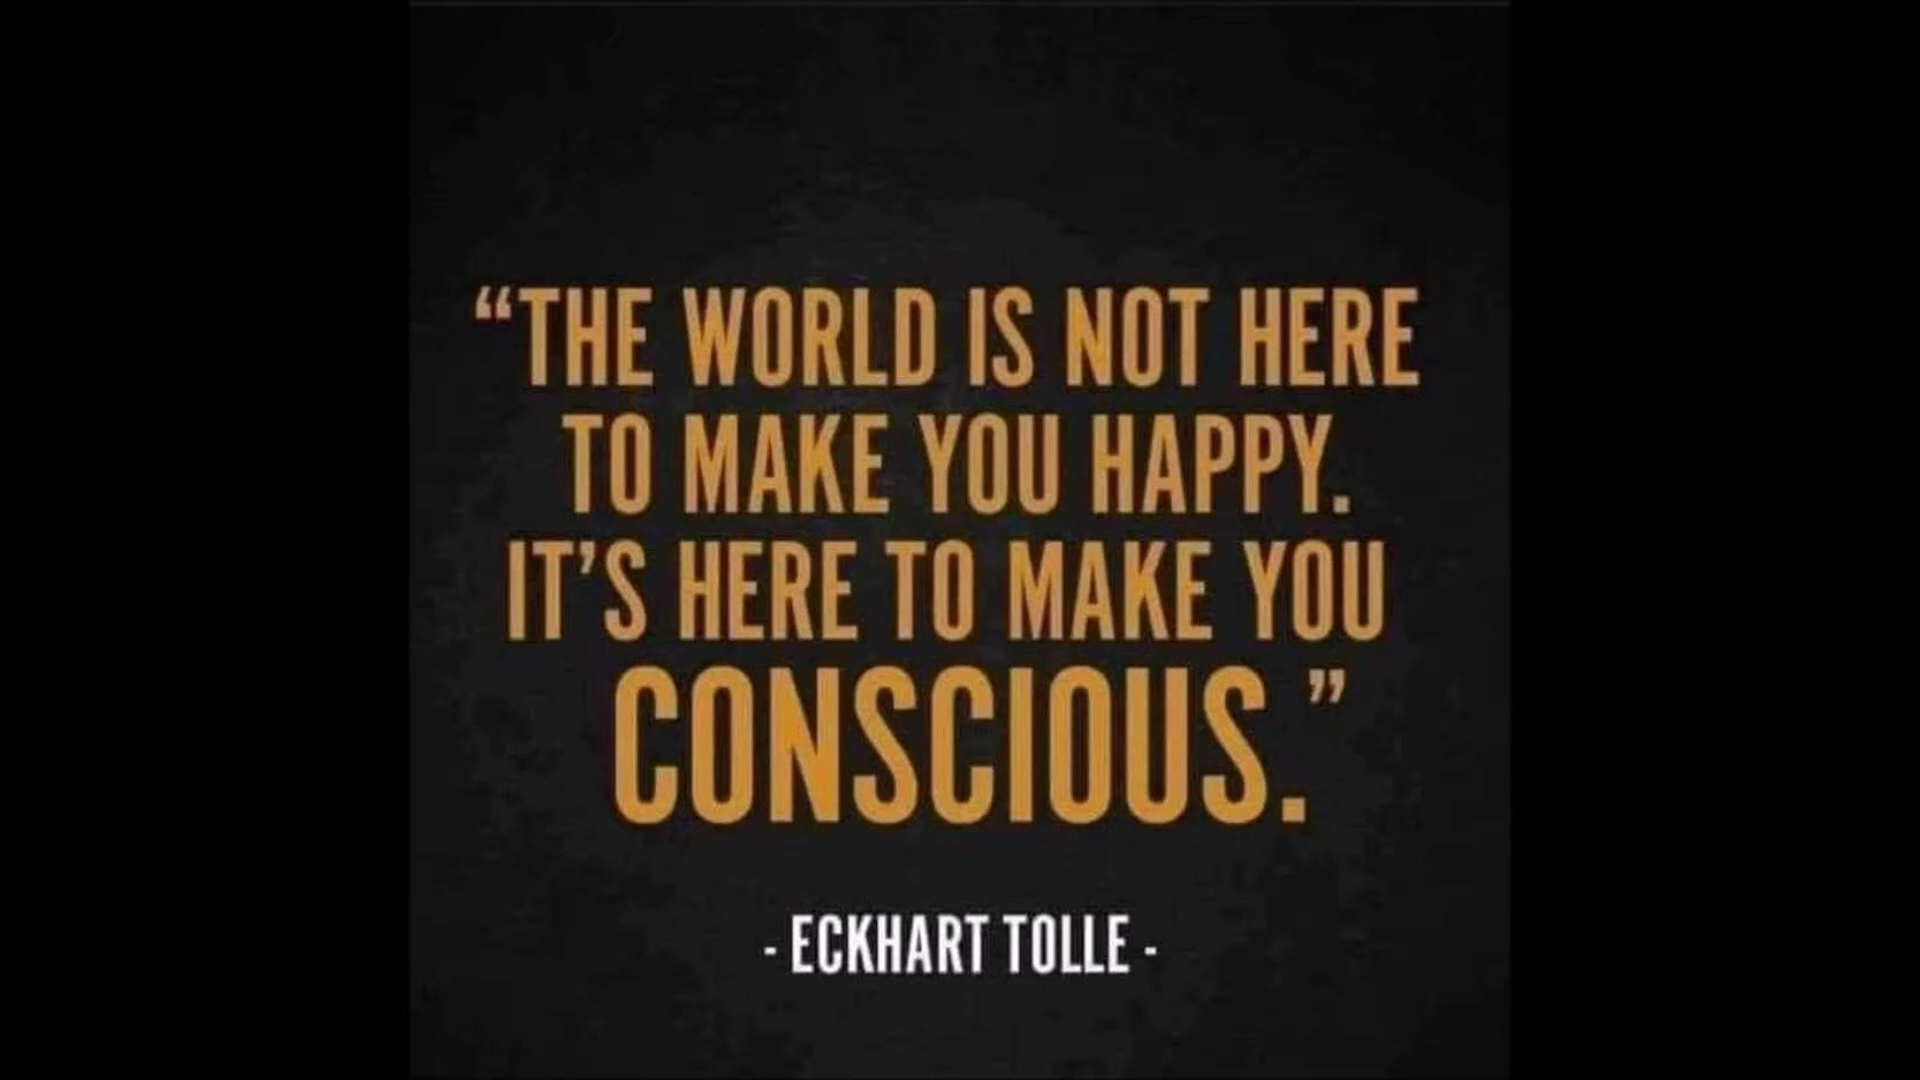 “THE WORLD IS NOT HERE
TO MAKE YOU HAPPY.
IT’S HERE TO MAKE YOU
CONSCIOUS.”
- ECKHART TOLLE -